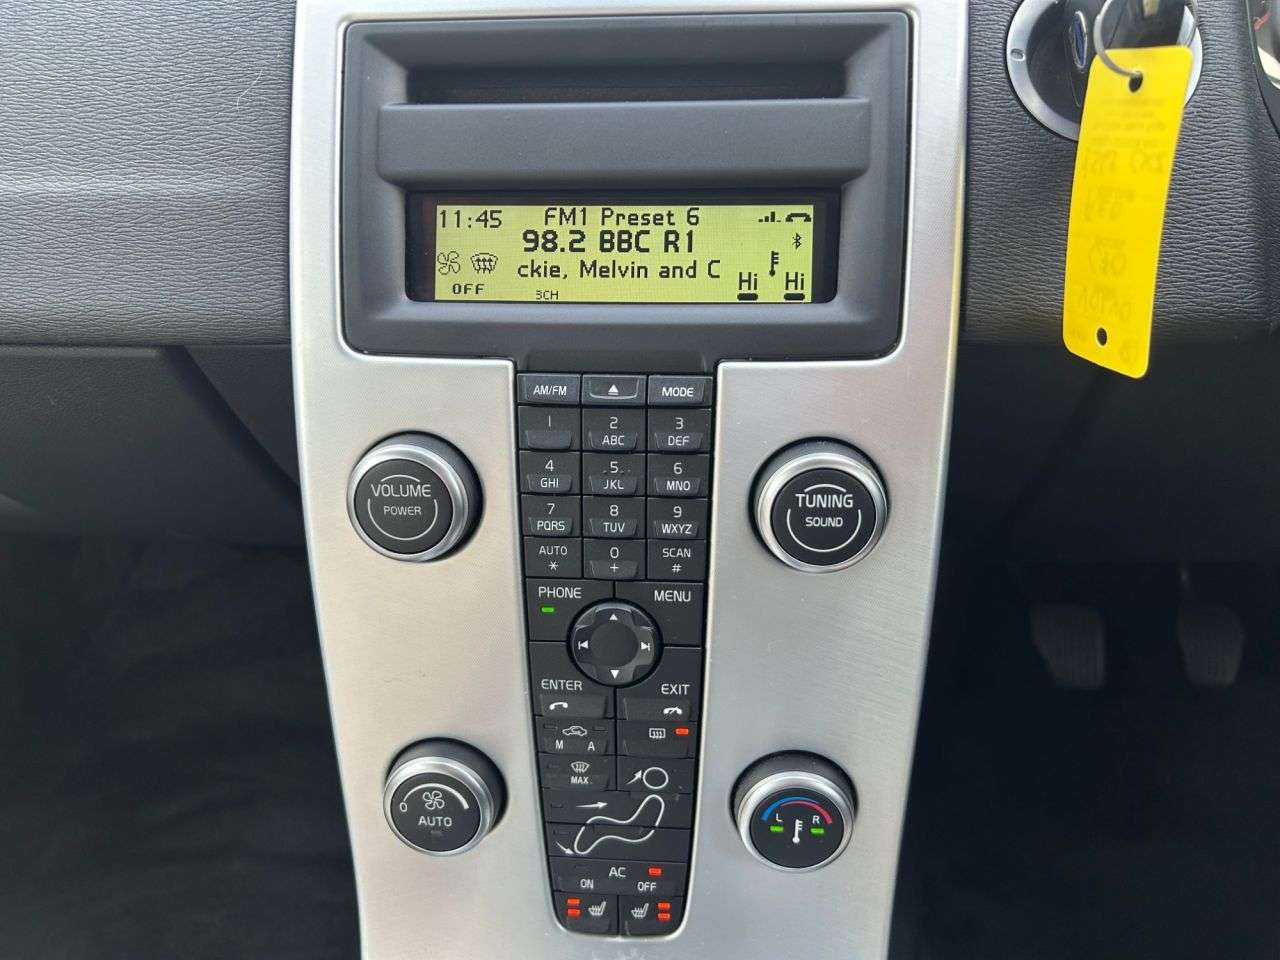 11:45 FM1 Preset 6
98.2 BBC R1
ckie, Melvin and C
OFF 3CH Hi Hi
AM/FM MODE
1 2 3
ABC DEF
4 5 6
GHI JKL MNO
7 8 9
PQRS TUV WXYZ
AUTO 0 SCAN
* + #
VOLUME
POWER
TUNING
SOUND
PHONE MENU
ENTER EXIT
M A
MAX
0
AUTO
L R
AC
ON OFF